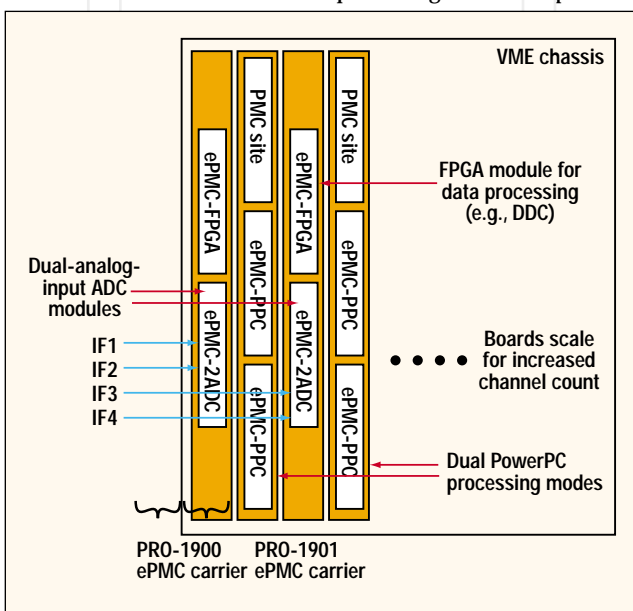 VME chassis
PMC site
PMC site
ePMC-FPGA
ePMC-FPGA
FPGA module for
data processing
(e.g., DDC)
Dual-analog-
input ADC
modules
ePMC-PPC
ePMC-PPC
IF1
IF2
IF3
IF4
ePMC-2ADC
ePMC-2ADC
Boards scale
for increased
channel count
ePMC-PPC
ePMC-PPC
Dual PowerPC
processing modes
PRO-1900
ePMC carrier
PRO-1901
ePMC carrier